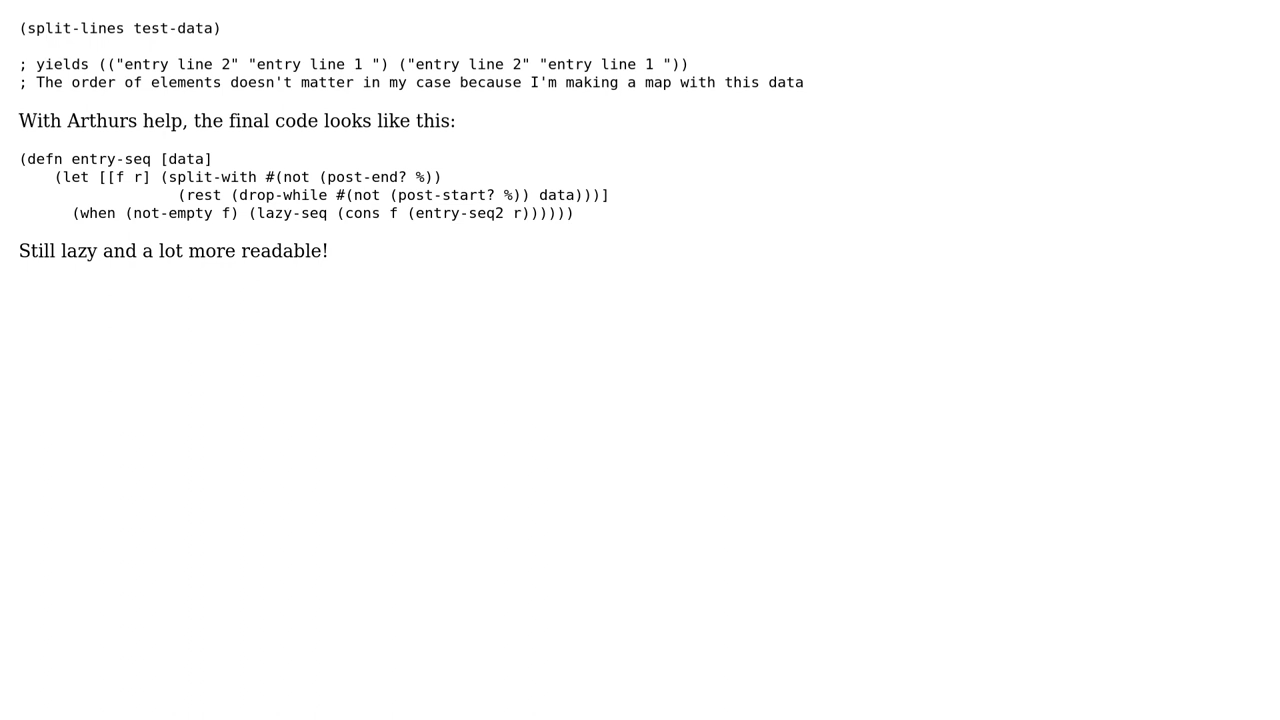 (split-lines test-data)
; yields (("entry line 2" "entry line 1 ") ("entry line 2" "entry line 1 "))
; The order of elements doesn't matter in my case because I'm making a map with this data
With Arthurs help, the final code looks like this:
(defn entry-seq [data]
    (let [[f r] (split-with #(not (post-end? %))
                  (rest (drop-while #(not (post-start? %)) data)))]
      (when (not-empty f) (lazy-seq (cons f (entry-seq2 r))))))
Still lazy and a lot more readable!